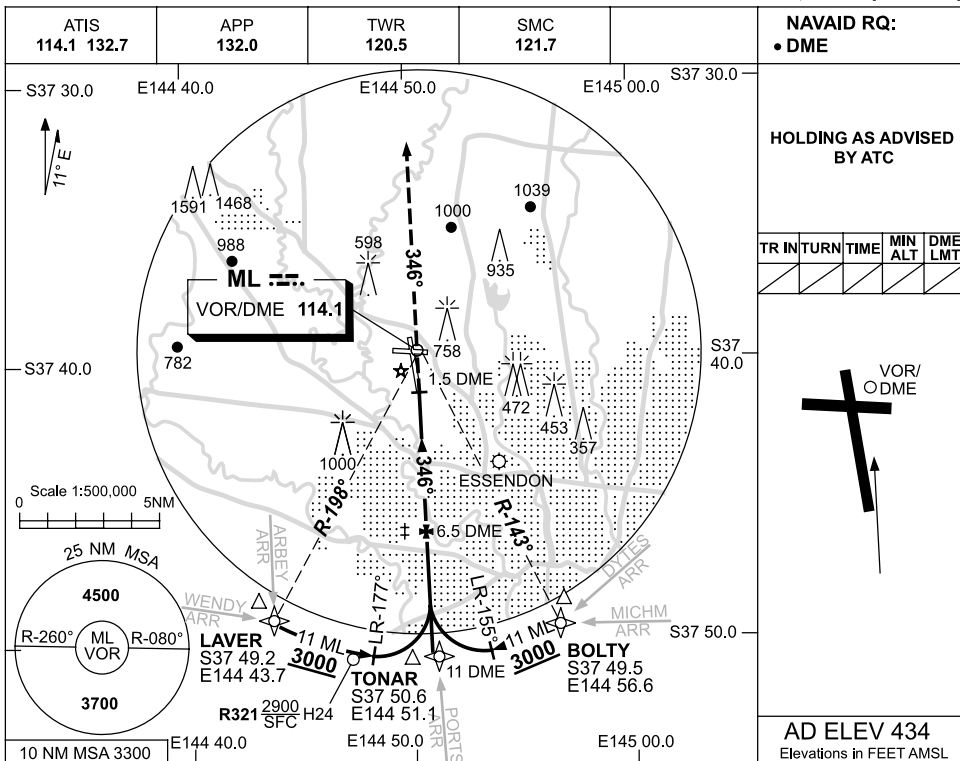 ATIS
114.1 132.7
APP
132.0
TWR
120.5
SMC
121.7
NAVAID RQ:
• DME
S37 30.0
E144 40.0
E144 50.0
E145 00.0
S37 30.0
11° E
HOLDING AS ADVISED
BY ATC
TR IN
TURN
TIME
MIN
ALT
DME
LMT
1591
1468
988
598
1000
1039
935
346°
ML
VOR/DME 114.1
782
758
S37 40.0
S37
40.0
1.5 DME
472
453
357
1000
346°
ESSENDON
VOR/
DME
Scale 1:500,000
0
5NM
R-198°
R-143°
6.5 DME
25 NM MSA
4500
R-260°
ML
VOR
R-080°
3700
10 NM MSA 3300
ARBEY
ARR
WENDY
ARR
DYTES
ARR
MICHM
ARR
PORTS
ARR
LR-177°
LR-155°
LAVER
S37 49.2
E144 43.7
11 ML
3000
TONAR
S37 50.6
E144 51.1
11 DME
11 ML
3000
BOLTY
S37 49.5
E144 56.6
S37 50.0
R321 2900
SFC H24
E144 40.0
E144 50.0
E145 00.0
AD ELEV 434
Elevations in FEET AMSL